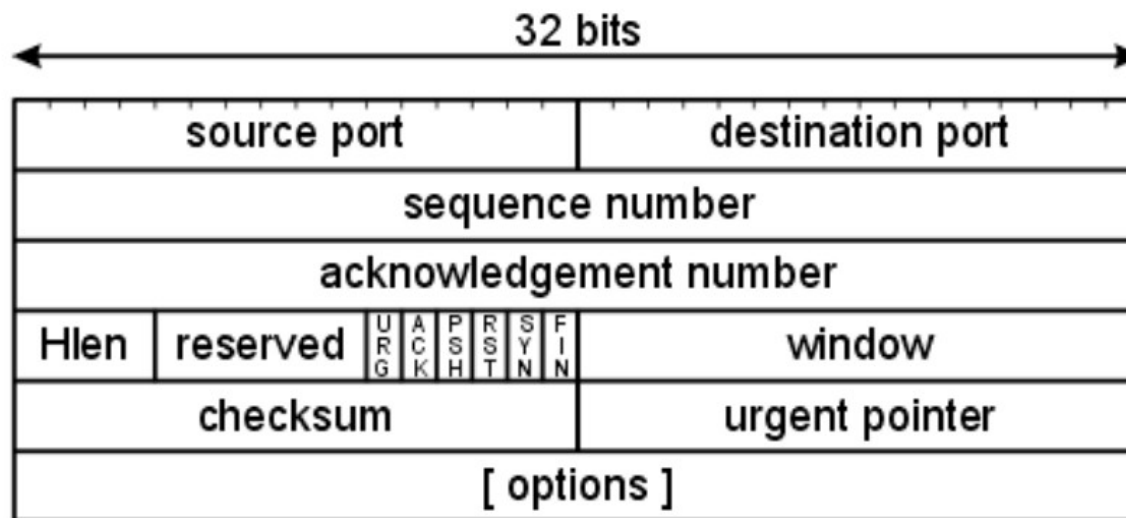 32 bits
source port destination port
sequence number
acknowledgement number
Hlen reserved URG ACK PSH RST SYN FIN window
checksum urgent pointer
[ options ]